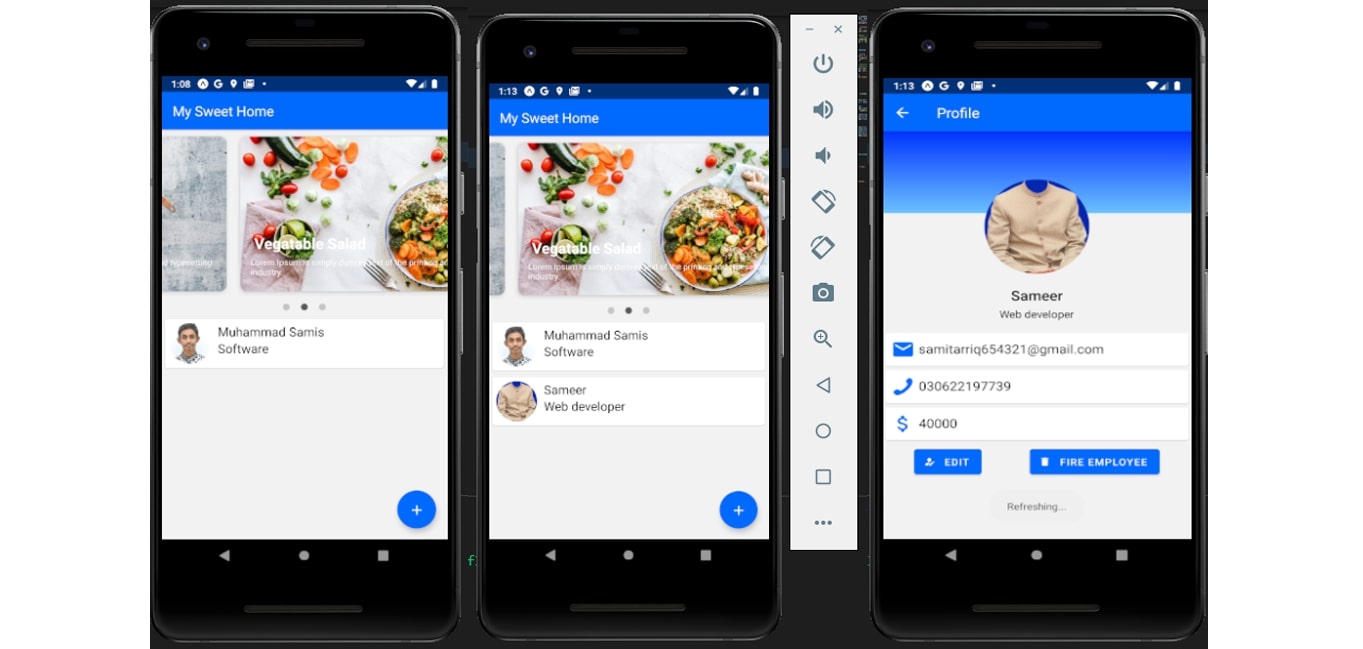 1:08
My Sweet Home
Vegatable Salad
d typesetting
Lorem Ipsum is simply dummy text of the printing and
industry.
Muhammad Samis
Software
+
1:13
My Sweet Home
Vegatable Salad
Lorem Ipsum is simply dummy text of the printing and typesetting
industry.
Muhammad Samis
Software
Sameer
Web developer
+
1:13
Profile
Sameer
Web developer
samitarriq654321@gmail.com
030622197739
$ 40000
EDIT
FIRE EMPLOYEE
Refreshing...